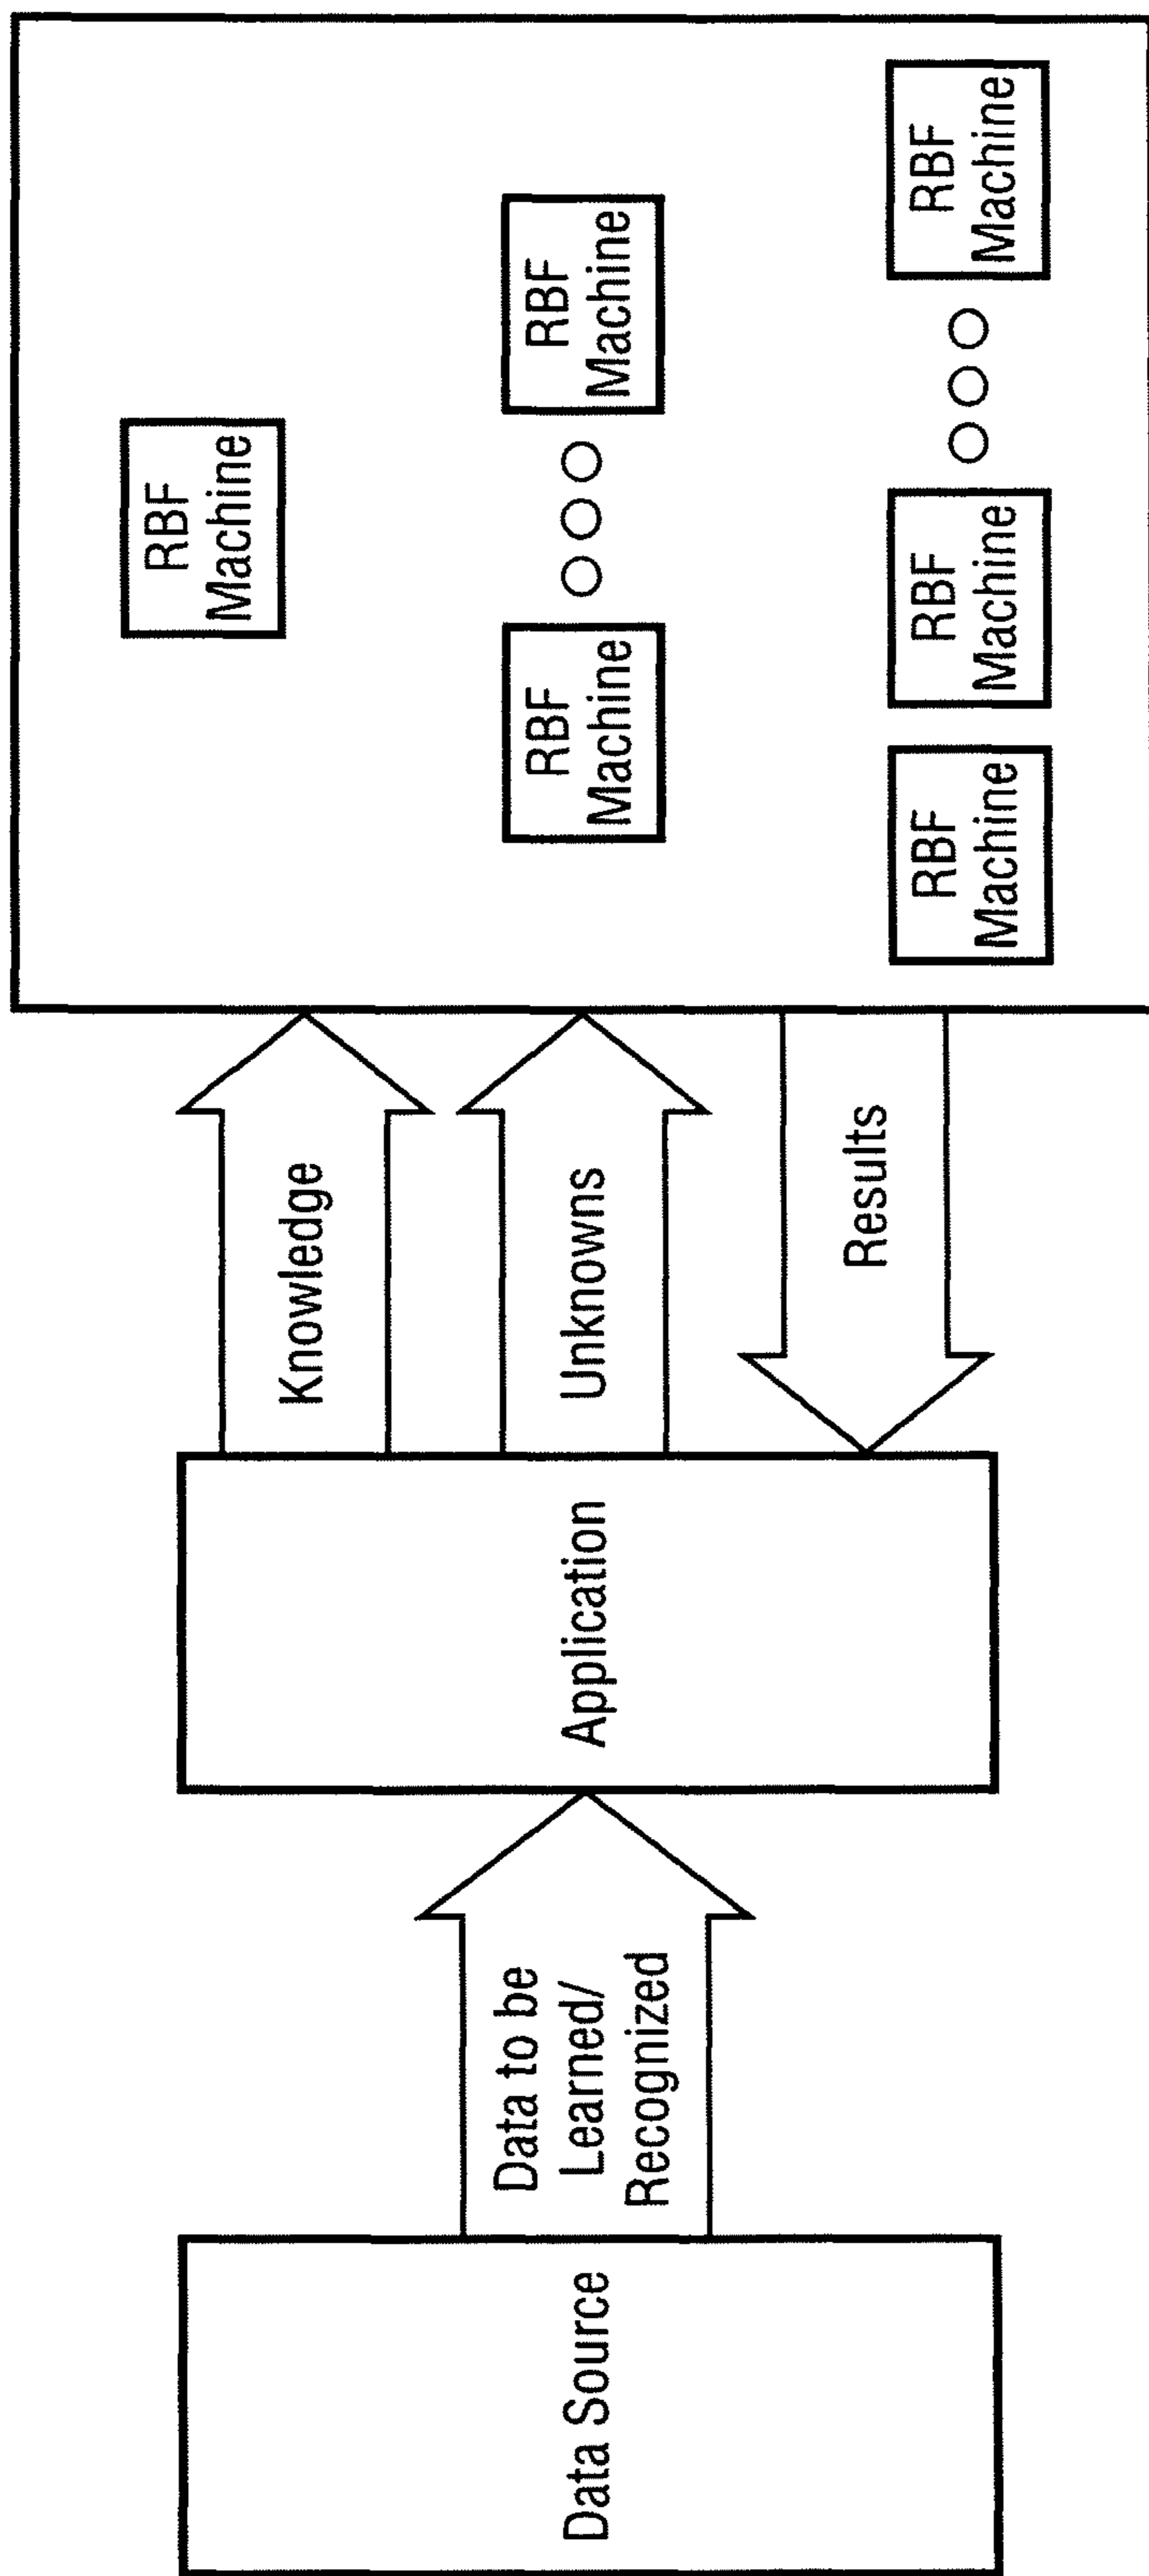 Data Source
Data to be
Learned/
Recognized
Application
Knowledge
Unknowns
Results
RBF
Machine
RBF
Machine
RBF
Machine
RBF
Machine
RBF
Machine
RBF
Machine